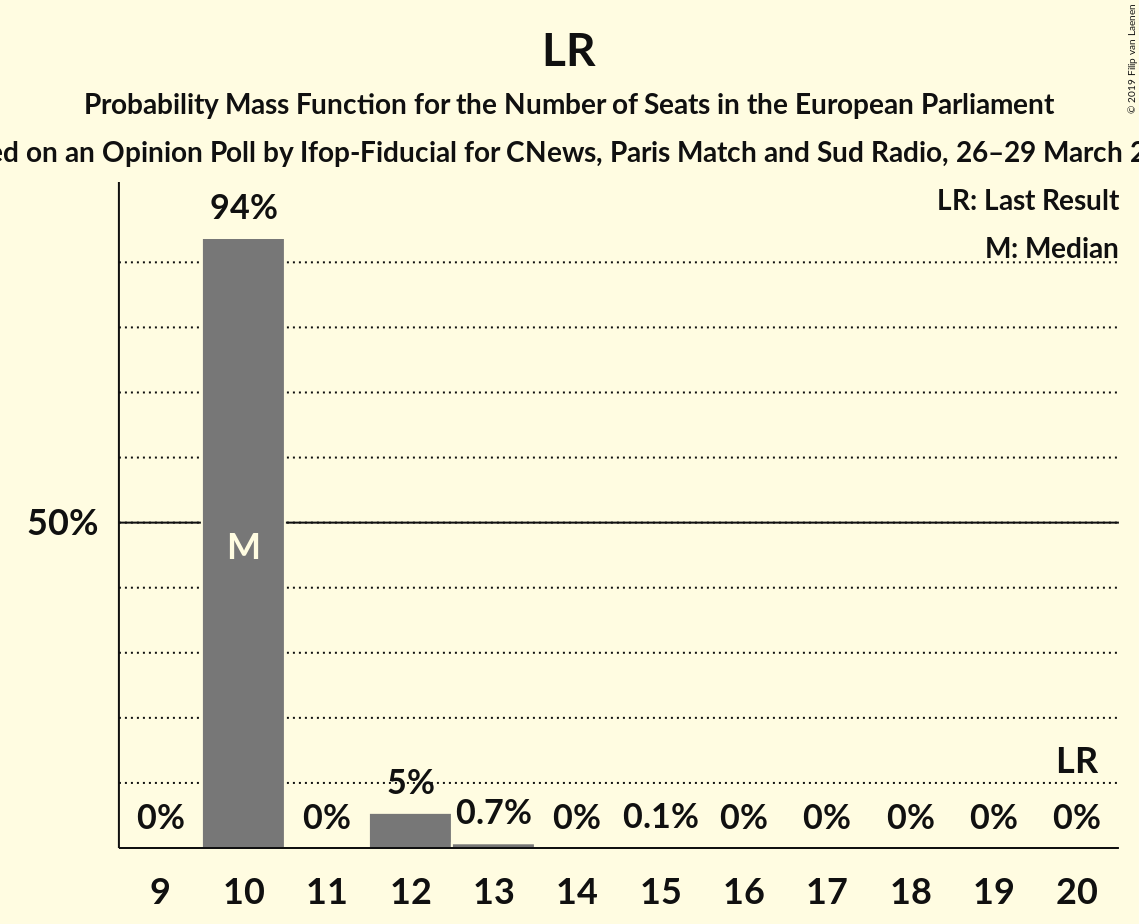 LR
Probability Mass Function for the Number of Seats in the European Parliament
on an Opinion Poll by Ifop-Fiducial for CNews, Paris Match and Sud Radio, 26–29 March
© 2019 Filip van Laenen
LR: Last Result
M: Median
94%
50%
M
LR
5%
0% 0% 0.7% 0% 0.1% 0% 0% 0% 0% 0%
9 10 11 12 13 14 15 16 17 18 19 20